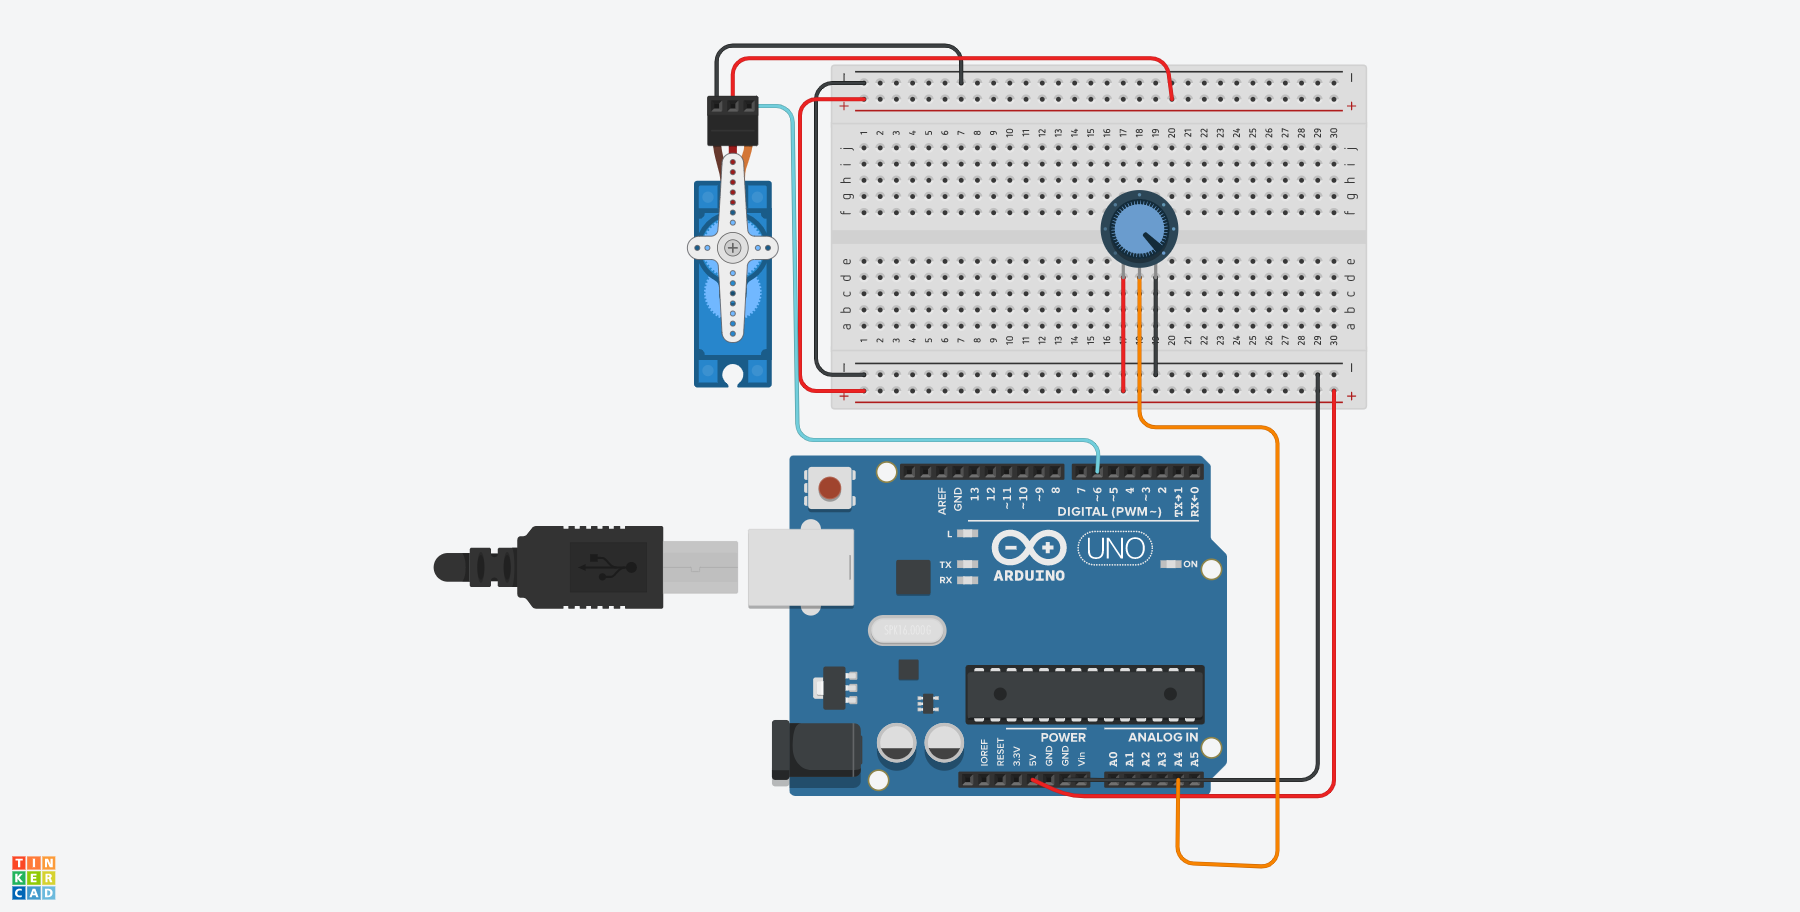 − −
+ +
1 2 3 4 5 6 7 8 9 10 11 12 13 14 15 16 17 18 19 20 21 22 23 24 25 26 27 28 29 30
j j
i i
h h
g g
f f
e e
d d
c c
b b
a a
1 2 3 4 5 6 7 8 9 10 11 12 13 14 15 16 20 21 22 23 24 25 26 27 28 29 30
− −
+ +
AREF GND 13 12 ~11 ~10 ~9 8 7 ~6 ~5 4 ~3 2 TX→1 RX←0
DIGITAL (PWM~)
L
TX
RX
UNO
ON
ARDUINO
POWER ANALOG IN
IOREF RESET 3.3V 5V GND GND Vin A0 A1 A2 A3 A4 A5
TIN
KER
CAD